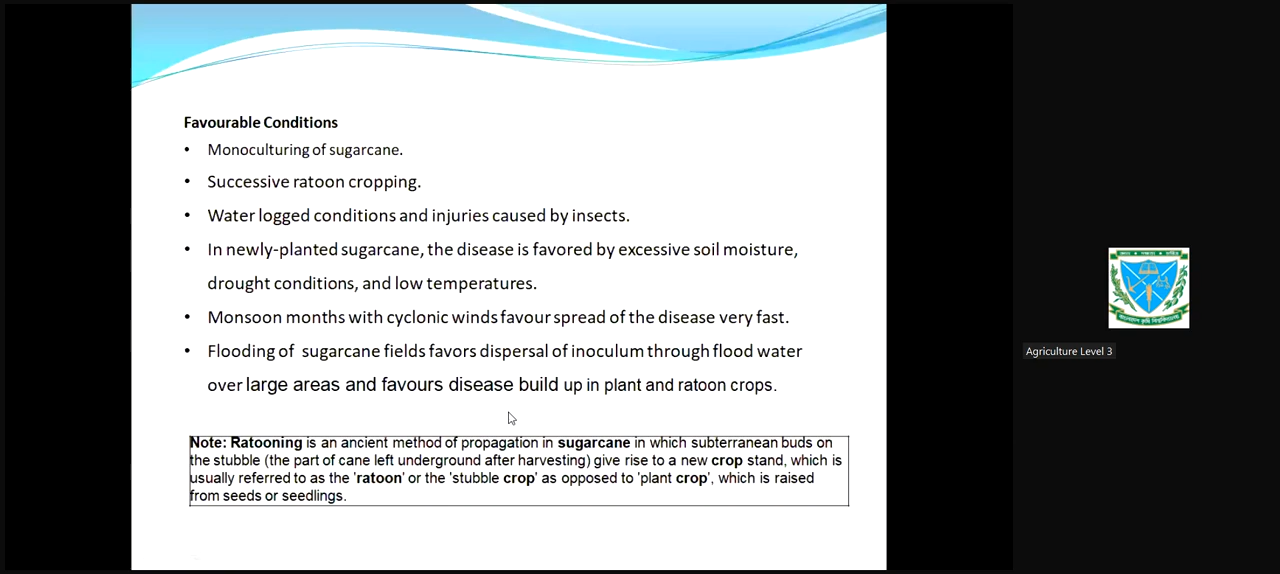 Favourable Conditions
• Monoculturing of sugarcane.
• Successive ratoon cropping.
• Water logged conditions and injuries caused by insects.
• In newly-planted sugarcane, the disease is favored by excessive soil moisture,
drought conditions, and low temperatures.
• Monsoon months with cyclonic winds favour spread of the disease very fast.
• Flooding of sugarcane fields favors dispersal of inoculum through flood water
over large areas and favours disease build up in plant and ratoon crops.
Note: Ratooning is an ancient method of propagation in sugarcane in which subterranean buds on
the stubble (the part of cane left underground after harvesting) give rise to a new crop stand, which is
usually referred to as the 'ratoon' or the 'stubble crop' as opposed to 'plant crop', which is raised
from seeds or seedlings.
Agriculture Level 3